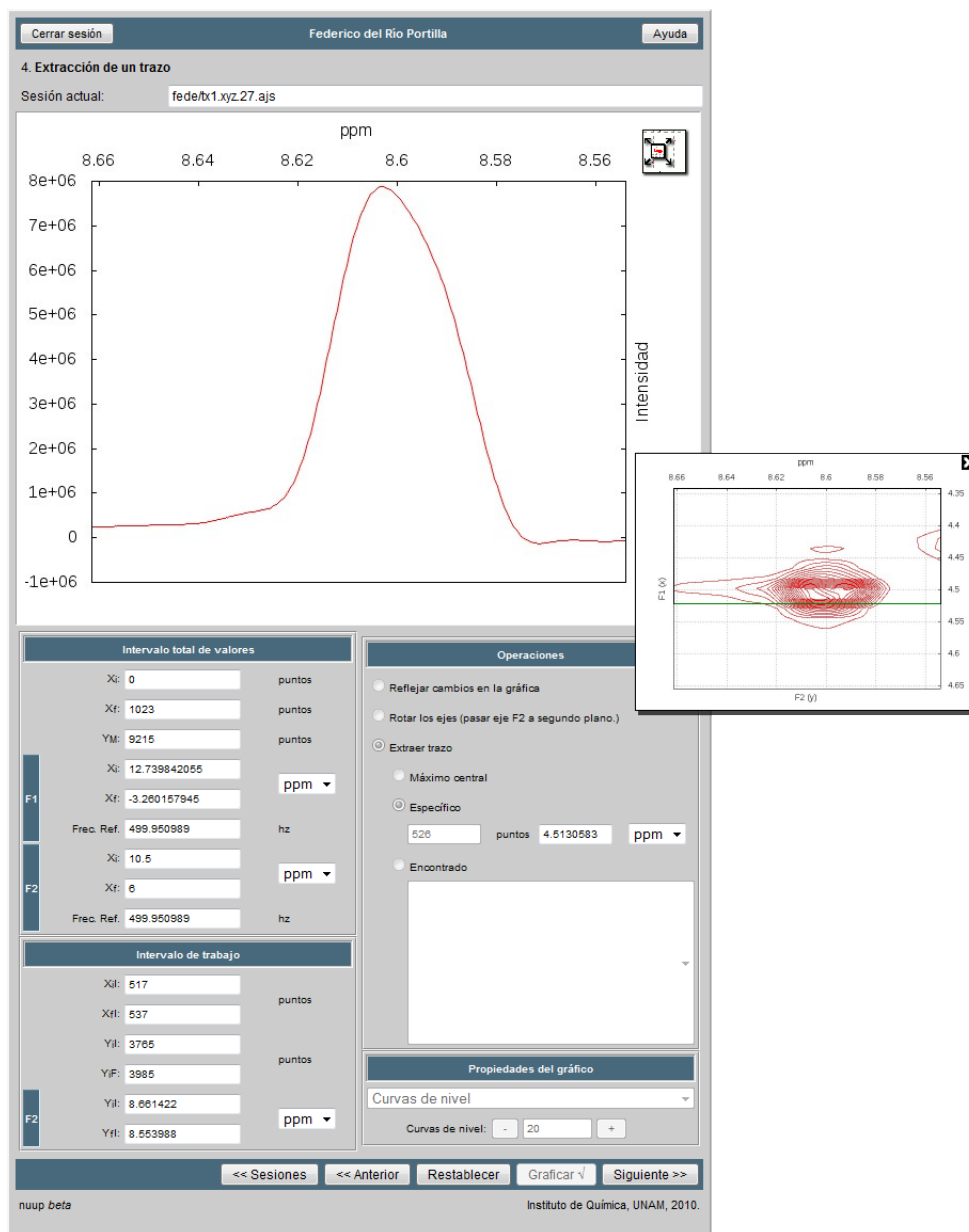 Cerrar sesión Federico del Río Portilla Ayuda
4. Extracción de un trazo
Sesión actual: fede/tx1.xyz.27.ajs
ppm
8.66 8.64 8.62 8.6 8.58 8.56
8e+06
7e+06
6e+06
5e+06
4e+06
3e+06
2e+06
1e+06
0
-1e+06
Intensidad
ppm
8.66 8.64 8.62 8.6 8.58 8.56
4.35
4.4
4.45
4.5
4.55
4.6
4.65
F1 (x)
F2 (y)
Intervalo total de valores
Xi: 0 puntos
Xf: 1023 puntos
YM: 9215 puntos
F1
Xi: 12.739842055 ppm
Xf: -3.260157945
Frec. Ref. 499.950989 hz
F2
Xi: 10.5 ppm
Xf: 6
Frec. Ref. 499.950989 hz
Intervalo de trabajo
XiI: 517 puntos
XfI: 537
YiI: 3765 puntos
YiF: 3985
F2
YiI: 8.661422 ppm
YfI: 8.553988
Operaciones
Reflejar cambios en la gráfica
Rotar los ejes (pasar eje F2 a segundo plano.)
Extraer trazo
Máximo central
Específico
526 puntos 4.5130583 ppm
Encontrado
Propiedades del gráfico
Curvas de nivel
Curvas de nivel: - 20 +
<< Sesiones << Anterior Restablecer Graficar √ Siguiente >>
nuup beta Instituto de Química, UNAM, 2010.